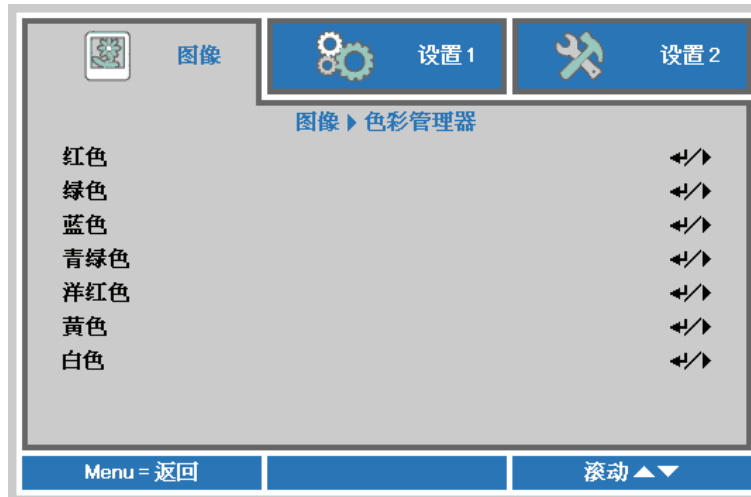 图像 设置 1 设置 2
图像 ▶ 色彩管理器
红色
绿色
蓝色
青绿色
洋红色
黄色
白色
Menu = 返回 滚动▲▼